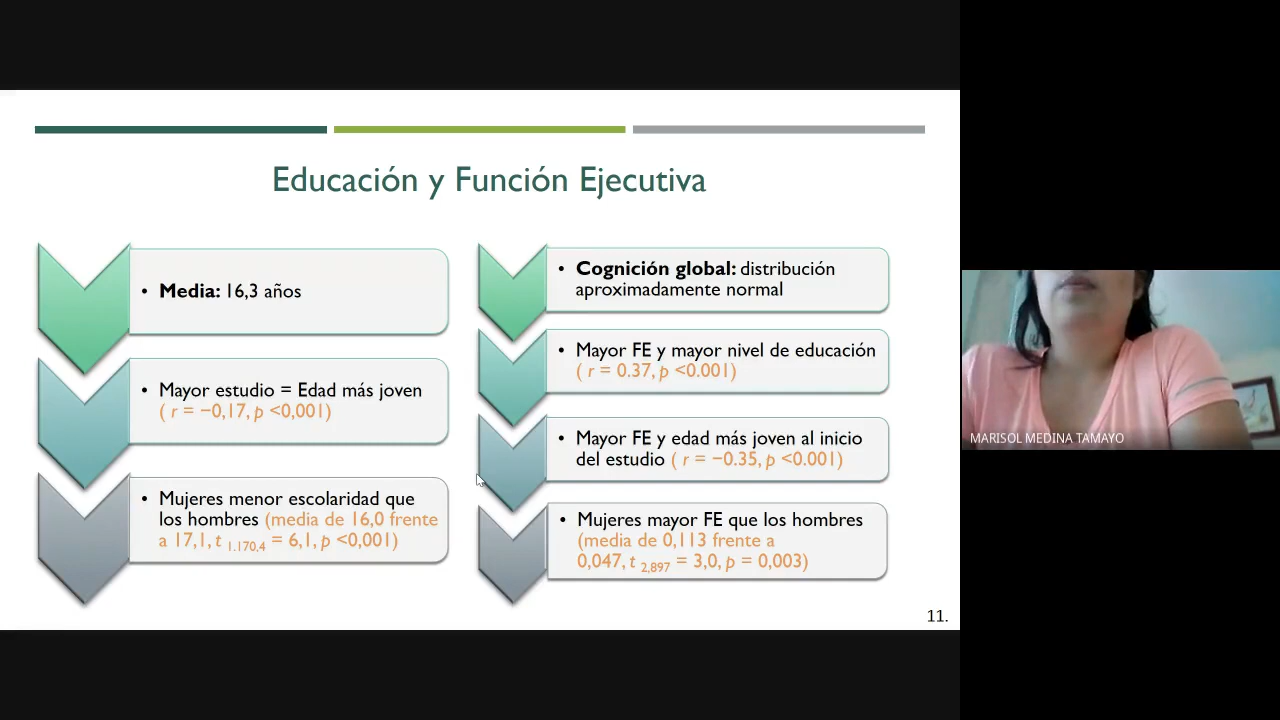 Educación y Función Ejecutiva
• Media: 16,3 años
• Mayor estudio = Edad más joven
( r = −0,17, p <0,001)
• Mujeres menor escolaridad que
los hombres (media de 16,0 frente
a 17,1, t 1.170,4 = 6,1, p <0,001)
• Cognición global: distribución
aproximadamente normal
• Mayor FE y mayor nivel de educación
( r = 0.37, p <0.001)
• Mayor FE y edad más joven al inicio
del estudio ( r = −0.35, p <0.001)
• Mujeres mayor FE que los hombres
(media de 0,113 frente a
0,047, t 2,897 = 3,0, p = 0,003)
11.
MARISOL MEDINA TAMAYO